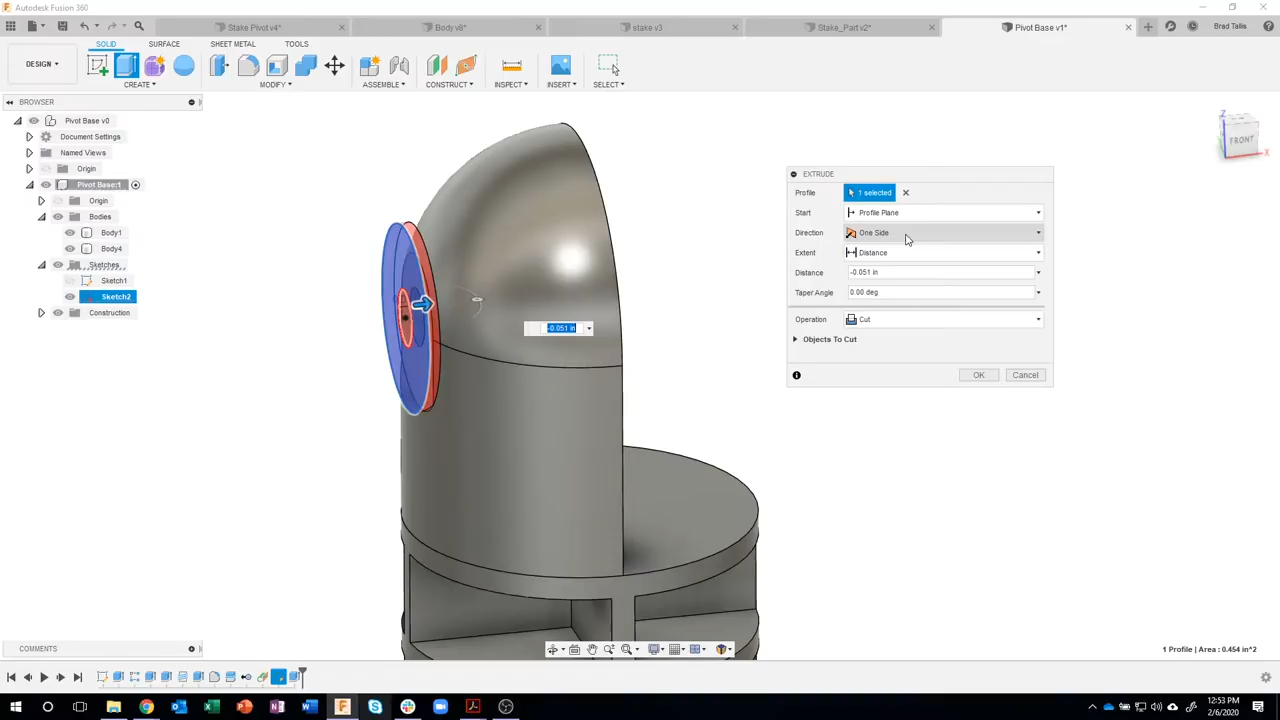 Autodesk Fusion 360
Stake Pivot v4*
Body v8*
stake v3
Stake_Part v2*
Pivot Base v1*
Brad Tallis
SOLID
SURFACE
SHEET METAL
TOOLS
DESIGN
CREATE
MODIFY
ASSEMBLE
CONSTRUCT
INSPECT
INSERT
SELECT
BROWSER
Pivot Base v0
Document Settings
Named Views
Origin
Pivot Base:1
Origin
Bodies
Body1
Body4
Sketches
Sketch1
Sketch2
Construction
Z
FRONT
X
EXTRUDE
Profile
1 selected
Start
Profile Plane
Direction
One Side
Extent
Distance
Distance
-0.051 in
Taper Angle
0.00 deg
Operation
Cut
Objects To Cut
OK
Cancel
-0.051 in
COMMENTS
1 Profile | Area : 0.454 in^2
12:53 PM
2/6/2020